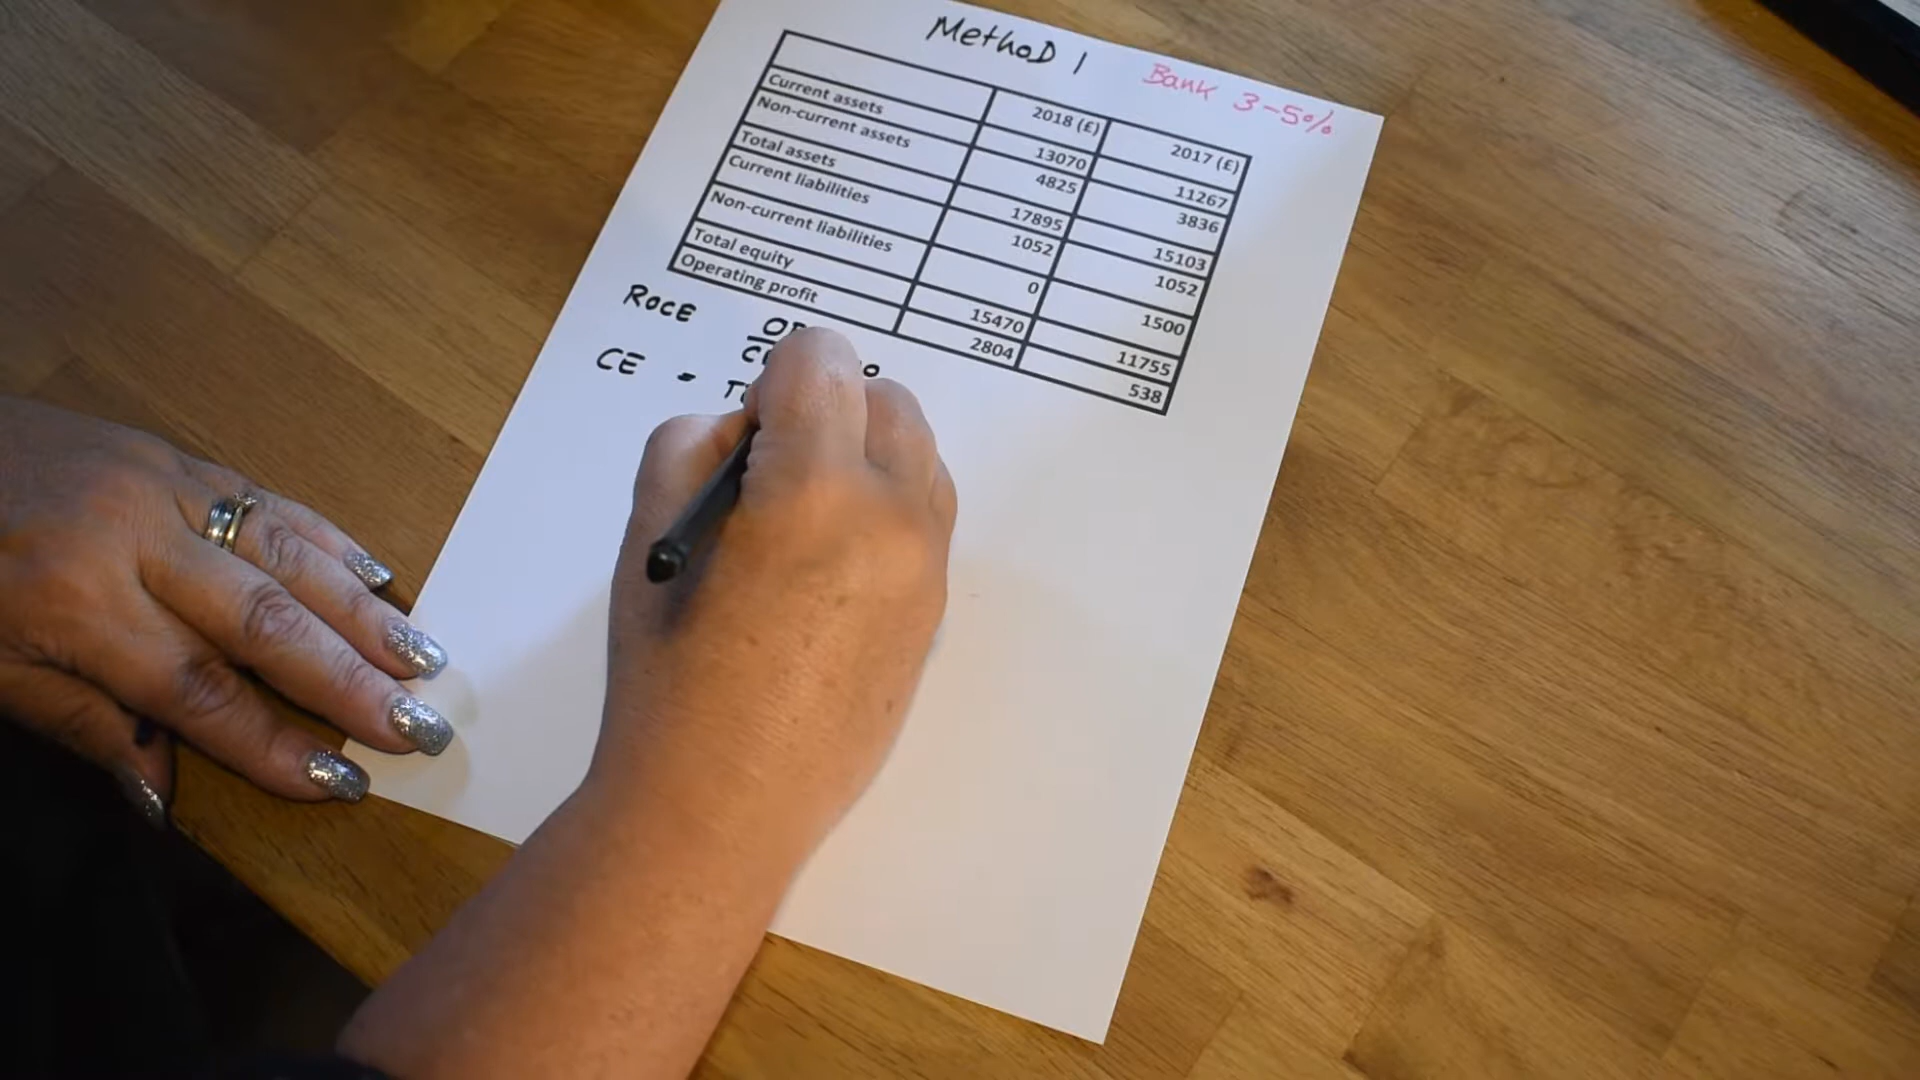 MethoD 1
Bank 3-5%
2018 (£) 2017 (£)
Current assets 13070 11267
Non-current assets 4825 3836
Total assets 17895 15103
Current liabilities 1052 1052
Non-current liabilities 0 1500
Total equity 15470 11755
Operating profit 2804 538
ROCE
CE =